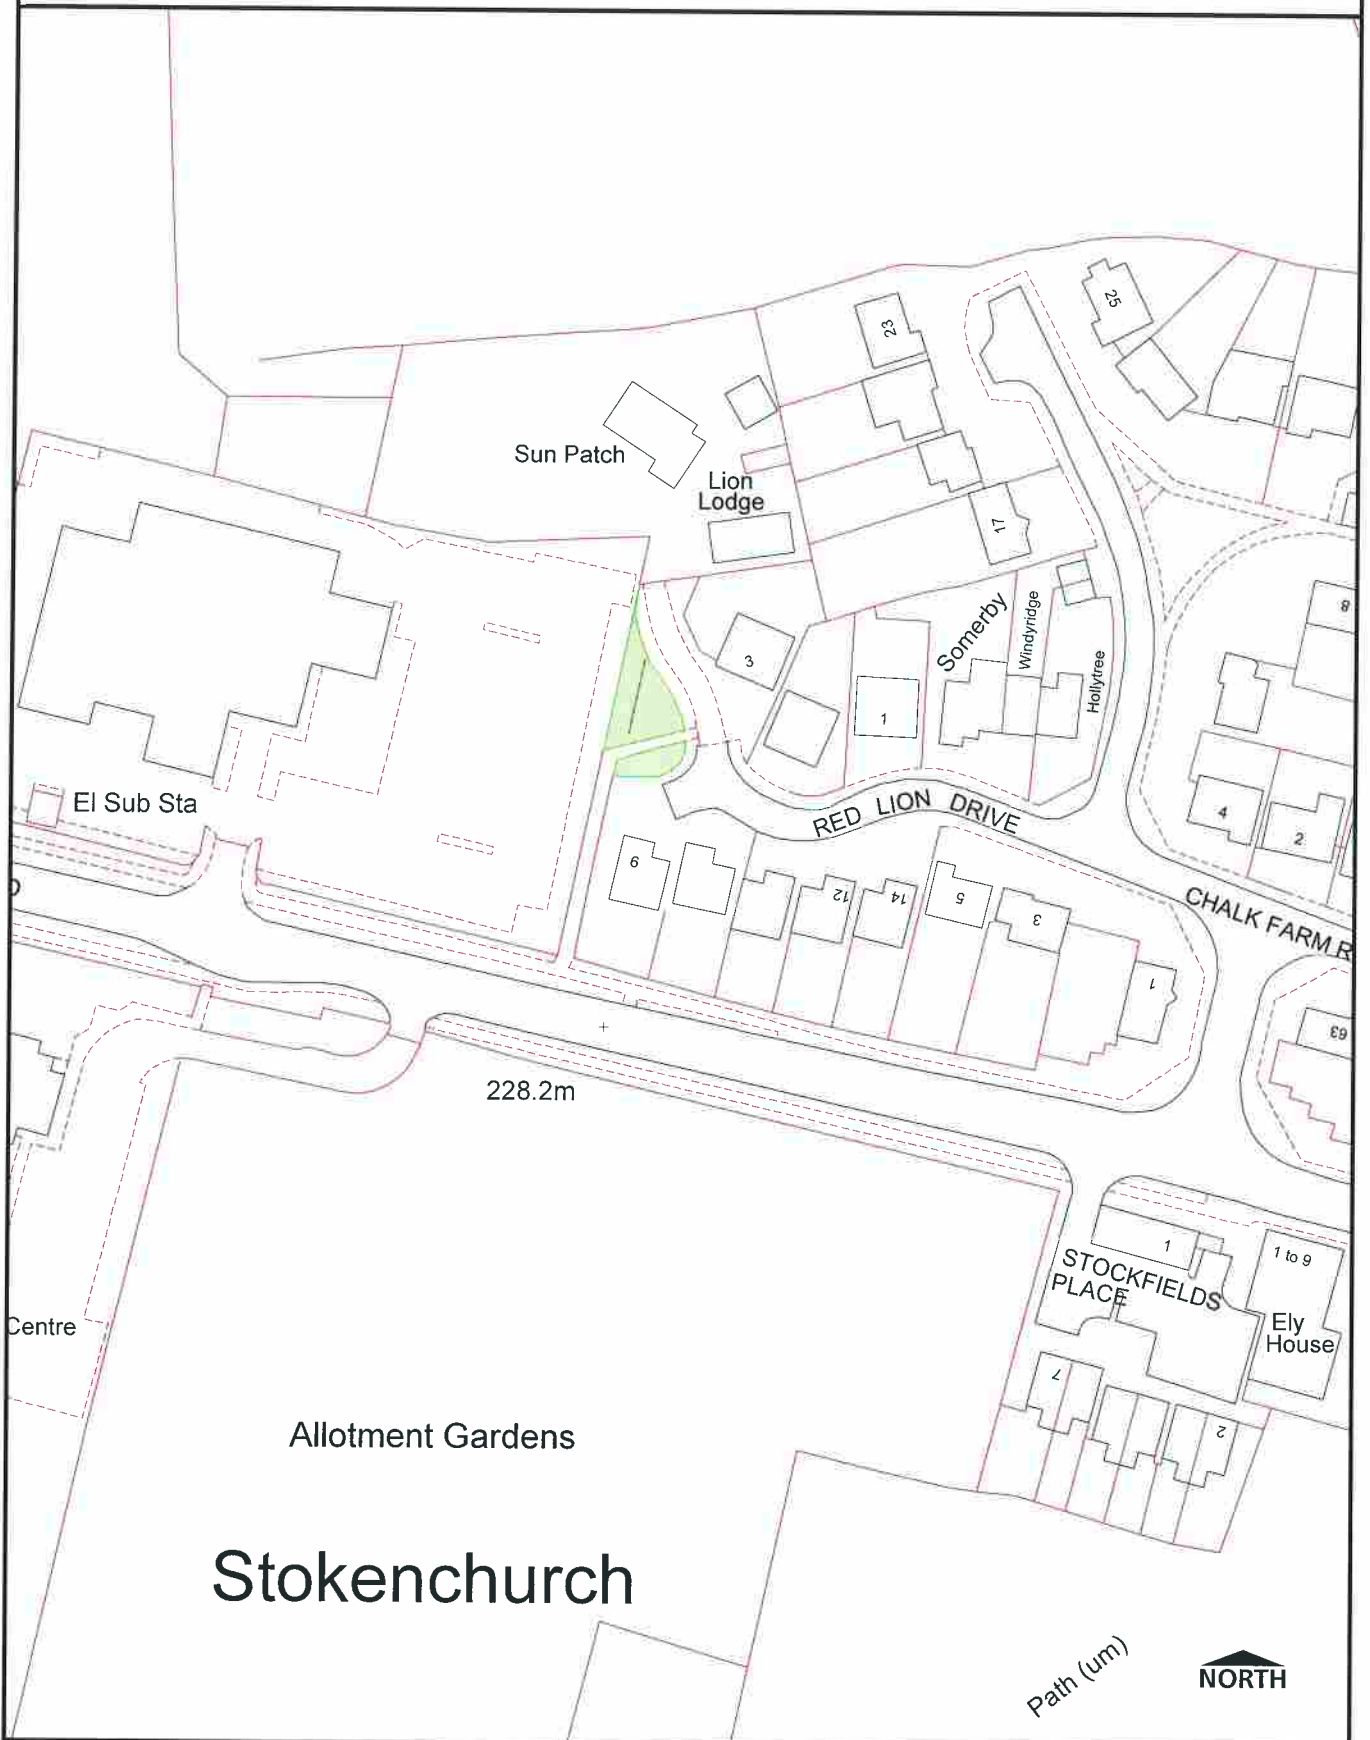 25
23
Sun Patch
Lion
Lodge
17
8
Somerby
Windyridge
Hollytree
3
1
El Sub Sta
RED LION DRIVE
4
2
9
12
14
5
3
CHALK FARM R
1
63
228.2m
1
STOCKFIELDS
PLACE
1 to 9
Ely
House
Centre
7
2
Allotment Gardens
Stokenchurch
Path (um)
NORTH